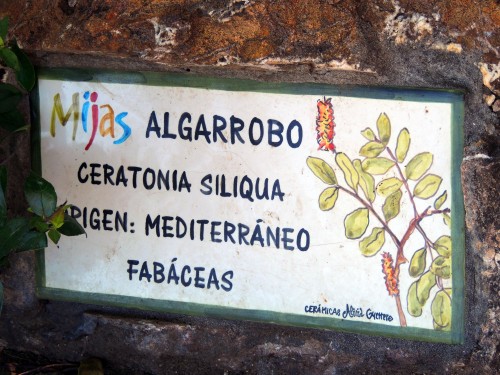 Mijas ALGARROBO
CERATONIA SILIQUA
RIGEN: MEDITERRÁNEO
FABÁCEAS
CERÁMICAS